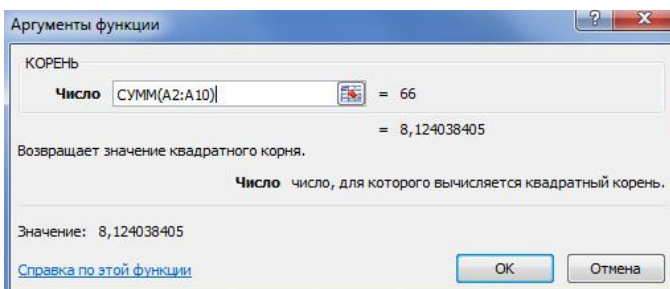 Аргументы функции
КОРЕНЬ
Число СУММ(A2:A10) = 66
= 8,124038405
Возвращает значение квадратного корня.
Число число, для которого вычисляется квадратный корень.
Значение: 8,124038405
Справка по этой функции OK Отмена